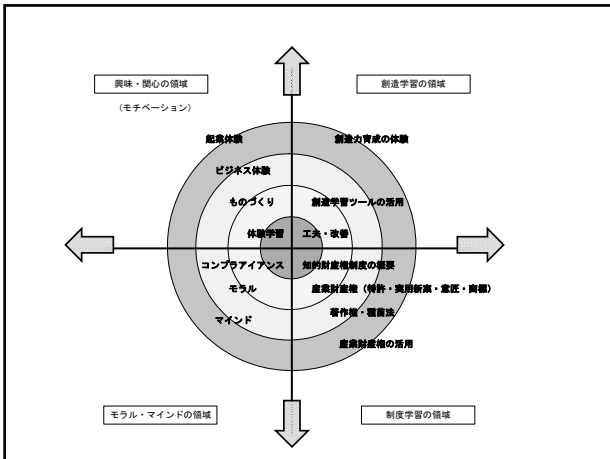 興味・関心の領域
(モチベーション)
創造学習の領域
起業体験
創造力育成の体験
ビジネス体験
ものづくり
創造学習ツールの活用
体験学習
工夫・改善
コンプラアイアンス
知的財産権制度の概要
モラル
産業財産権(特許・実用新案・意匠・商標)
マインド
著作権・種苗法
産業財産権の活用
モラル・マインドの領域
制度学習の領域